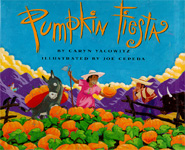 Pumpkin Fiesta
BY CARYN YACOWITZ
ILLUSTRATED BY JOE CEPEDA